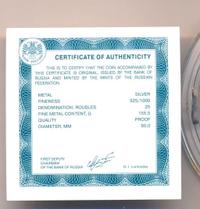 CERTIFICATE OF AUTHENTICITY
THIS IS TO CERTIFY THAT THE COIN ACCOMPANIED BY
THIS CERTIFICATE IS ORIGINAL, ISSUED BY THE BANK OF
RUSSIA AND MINTED BY THE MINTS OF THE RUSSIAN
FEDERATION.
METAL SILVER
FINENESS 925/1000
DENOMINATION, ROUBLES 25
FINE METAL CONTENT, G 155.5
QUALITY PROOF
DIAMETER, MM 60.0
FIRST DEPUTY
CHAIRMAN
OF THE BANK OF RUSSIA